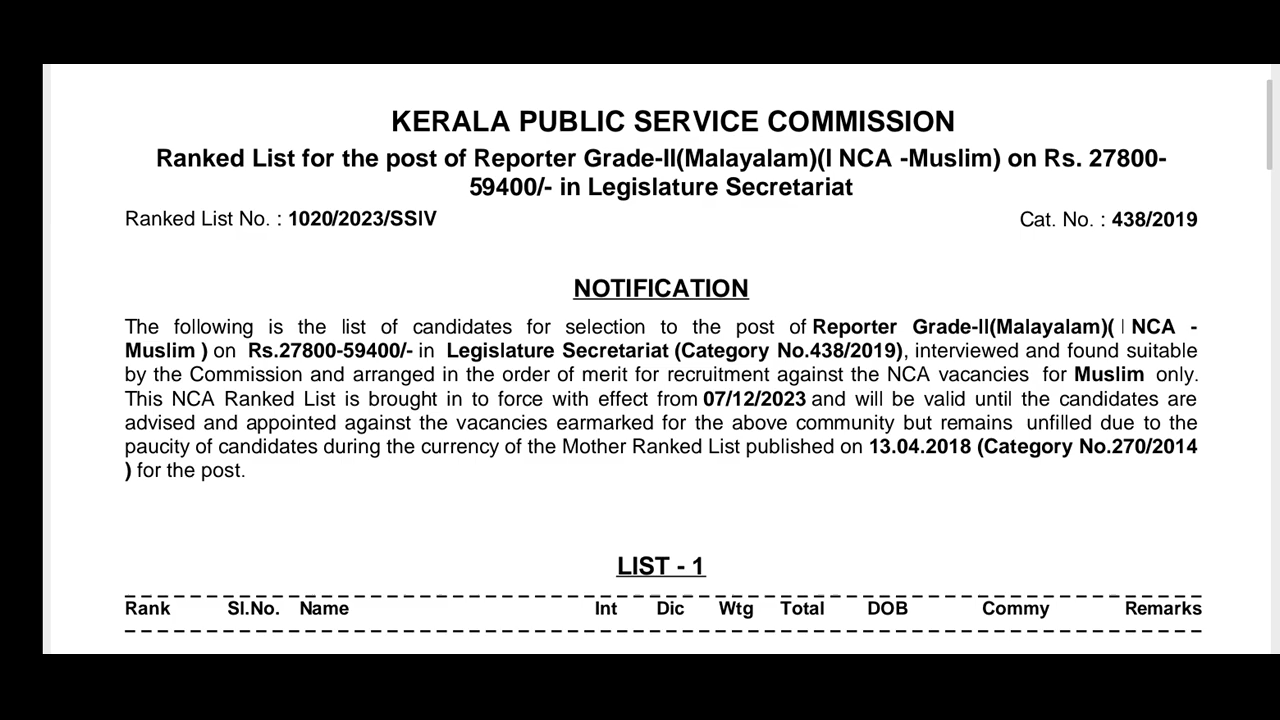 KERALA PUBLIC SERVICE COMMISSION
Ranked List for the post of Reporter Grade-II(Malayalam)(I NCA -Muslim) on Rs. 27800-
59400/- in Legislature Secretariat
Ranked List No. : 1020/2023/SSIV Cat. No. : 438/2019
NOTIFICATION
The following is the list of candidates for selection to the post of Reporter Grade-II(Malayalam)( I NCA -
Muslim ) on Rs.27800-59400/- in Legislature Secretariat (Category No.438/2019), interviewed and found suitable
by the Commission and arranged in the order of merit for recruitment against the NCA vacancies for Muslim only.
This NCA Ranked List is brought in to force with effect from 07/12/2023 and will be valid until the candidates are
advised and appointed against the vacancies earmarked for the above community but remains unfilled due to the
paucity of candidates during the currency of the Mother Ranked List published on 13.04.2018 (Category No.270/2014
) for the post.
LIST - 1
Rank Sl.No. Name Int Dic Wtg Total DOB Commy Remarks